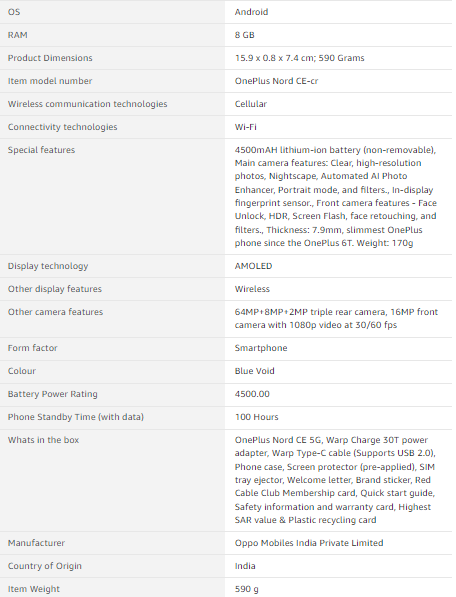 OS Android
RAM 8 GB
Product Dimensions 15.9 x 0.8 x 7.4 cm; 590 Grams
Item model number OnePlus Nord CE-cr
Wireless communication technologies Cellular
Connectivity technologies Wi-Fi
Special features 4500mAH lithium-ion battery (non-removable),
Main camera features: Clear, high-resolution
photos, Nightscape, Automated AI Photo
Enhancer, Portrait mode, and filters., In-display
fingerprint sensor., Front camera features - Face
Unlock, HDR, Screen Flash, face retouching, and
filters., Thickness: 7.9mm, slimmest OnePlus
phone since the OnePlus 6T. Weight: 170g
Display technology AMOLED
Other display features Wireless
Other camera features 64MP+8MP+2MP triple rear camera, 16MP front
camera with 1080p video at 30/60 fps
Form factor Smartphone
Colour Blue Void
Battery Power Rating 4500.00
Phone Standby Time (with data) 100 Hours
Whats in the box OnePlus Nord CE 5G, Warp Charge 30T power
adapter, Warp Type-C cable (Supports USB 2.0),
Phone case, Screen protector (pre-applied), SIM
tray ejector, Welcome letter, Brand sticker, Red
Cable Club Membership card, Quick start guide,
Safety information and warranty card, Highest
SAR value & Plastic recycling card
Manufacturer Oppo Mobiles India Private Limited
Country of Origin India
Item Weight 590 g